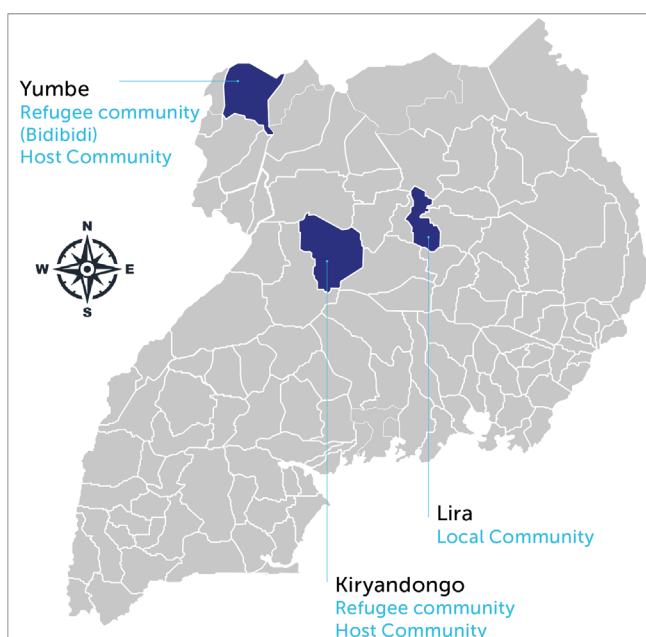 Yumbe
Refugee community
(Bidibidi)
Host Community
N
W E
S
Lira
Local Community
Kiryandongo
Refugee community
Host Community